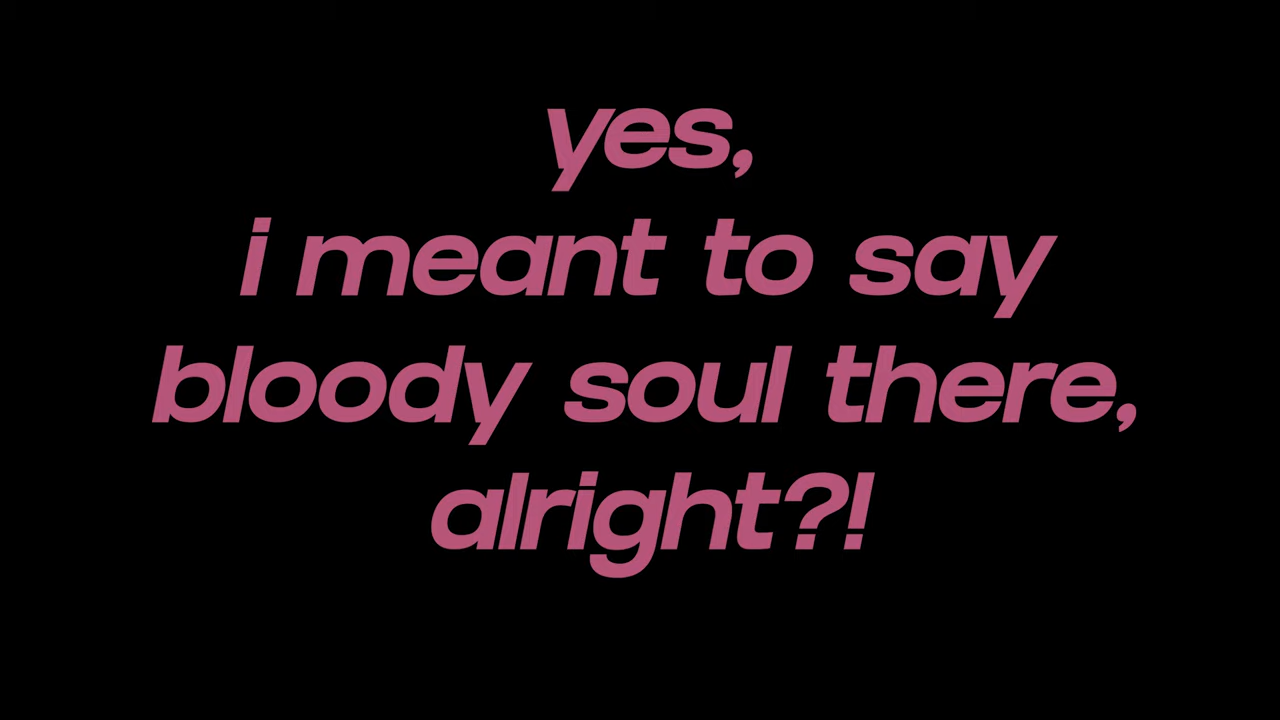 yes,
i meant to say
bloody soul there,
alright?!